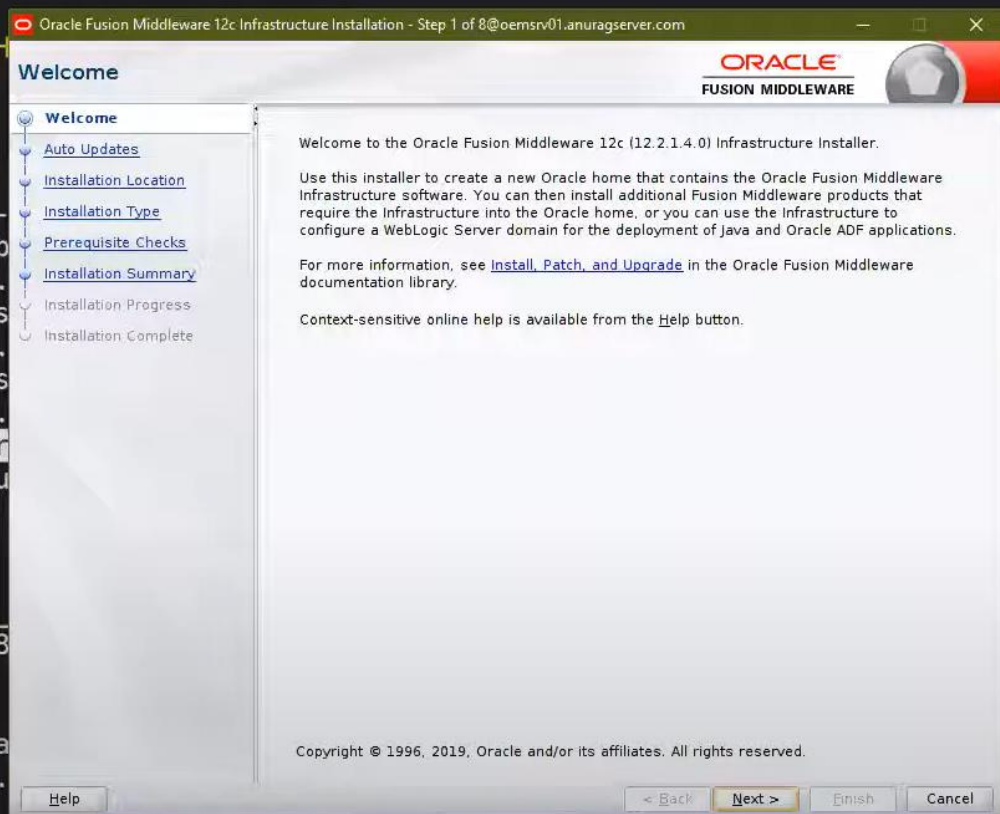 Oracle Fusion Middleware 12c Infrastructure Installation - Step 1 of 8@oemsrv01.anuragserver.com
Welcome
ORACLE
FUSION MIDDLEWARE
Welcome
Auto Updates
Installation Location
Installation Type
Prerequisite Checks
Installation Summary
Installation Progress
Installation Complete
Welcome to the Oracle Fusion Middleware 12c (12.2.1.4.0) Infrastructure Installer.
Use this installer to create a new Oracle home that contains the Oracle Fusion Middleware
Infrastructure software. You can then install additional Fusion Middleware products that
require the Infrastructure into the Oracle home, or you can use the Infrastructure to
configure a WebLogic Server domain for the deployment of Java and Oracle ADF applications.
For more information, see Install, Patch, and Upgrade in the Oracle Fusion Middleware
documentation library.
Context-sensitive online help is available from the Help button.
Copyright © 1996, 2019, Oracle and/or its affiliates. All rights reserved.
Help
< Back
Next >
Finish
Cancel